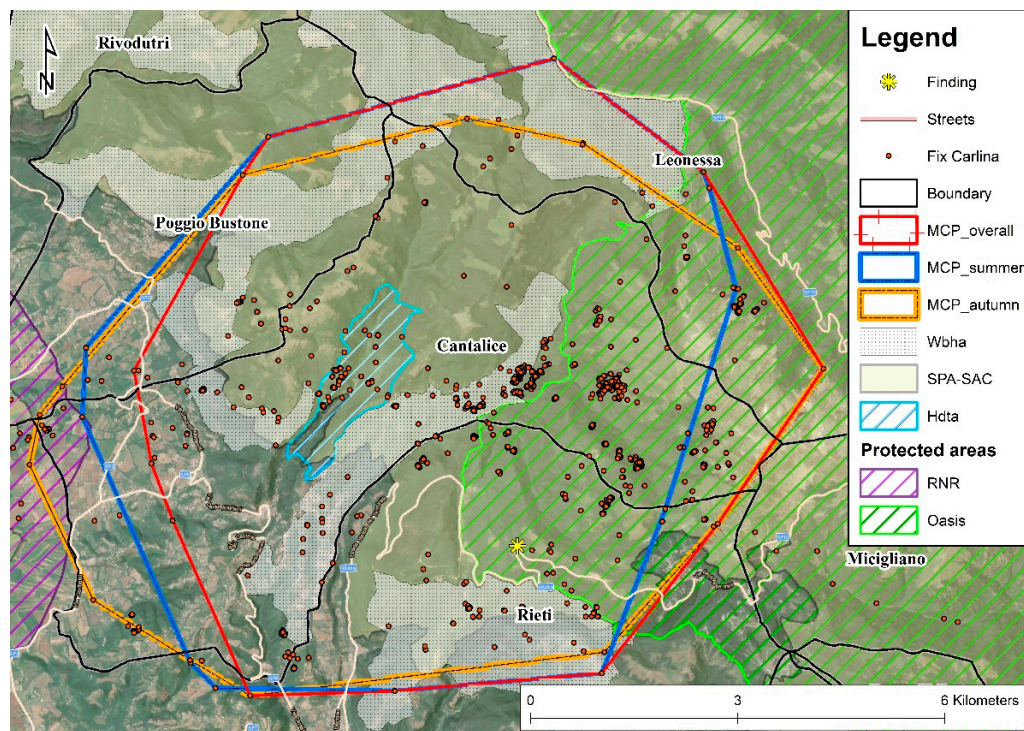 Rivodutri
N
Leonessa
Poggio Bustone
Cantalice
Micigliano
Rieti
Legend
Finding
Streets
Fix Carlina
Boundary
MCP_overall
MCP_summer
MCP_autumn
Wbha
SPA-SAC
Hdta
Protected areas
RNR
Oasis
0 3 6 Kilometers